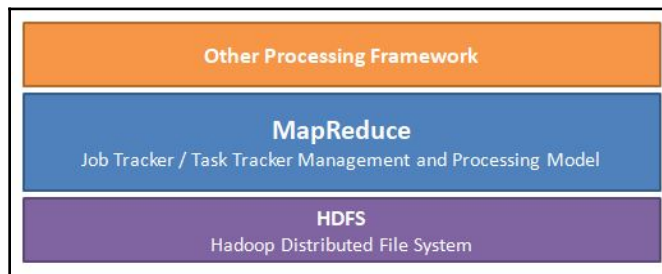 Other Processing Framework
MapReduce
Job Tracker / Task Tracker Management and Processing Model
HDFS
Hadoop Distributed File System